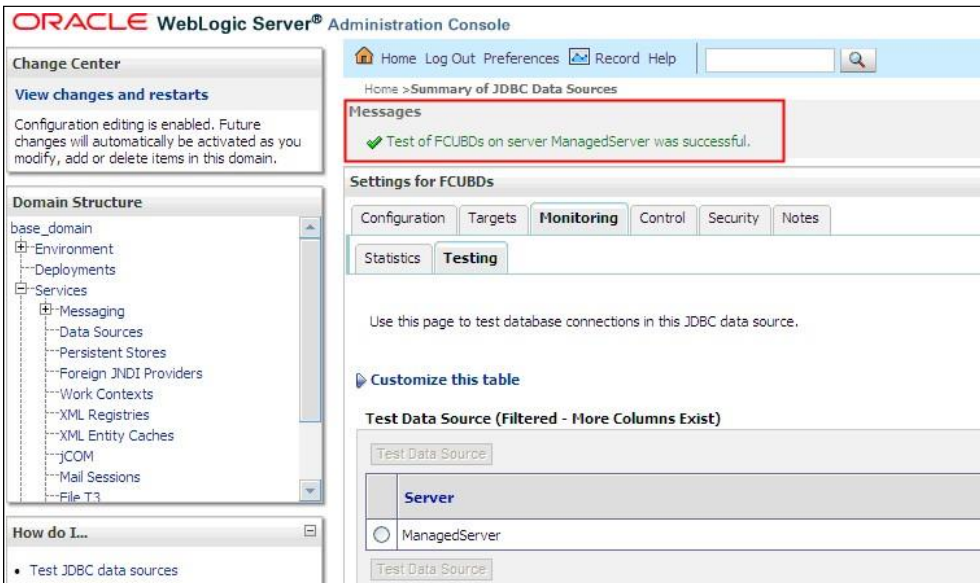 ORACLE WebLogic Server® Administration Console
Change Center
View changes and restarts
Configuration editing is enabled. Future
changes will automatically be activated as you
modify, add or delete items in this domain.
Domain Structure
base_domain
Environment
Deployments
Services
Messaging
Data Sources
Persistent Stores
Foreign JNDI Providers
Work Contexts
XML Registries
XML Entity Caches
jCOM
Mail Sessions
File T3
How do I...
Test JDBC data sources
Home Log Out Preferences Record Help
Home >Summary of JDBC Data Sources
Messages
Test of FCUBDs on server ManagedServer was successful.
Settings for FCUBDs
Configuration Targets Monitoring Control Security Notes
Statistics Testing
Use this page to test database connections in this JDBC data source.
Customize this table
Test Data Source (Filtered - More Columns Exist)
Test Data Source
Server
ManagedServer
Test Data Source